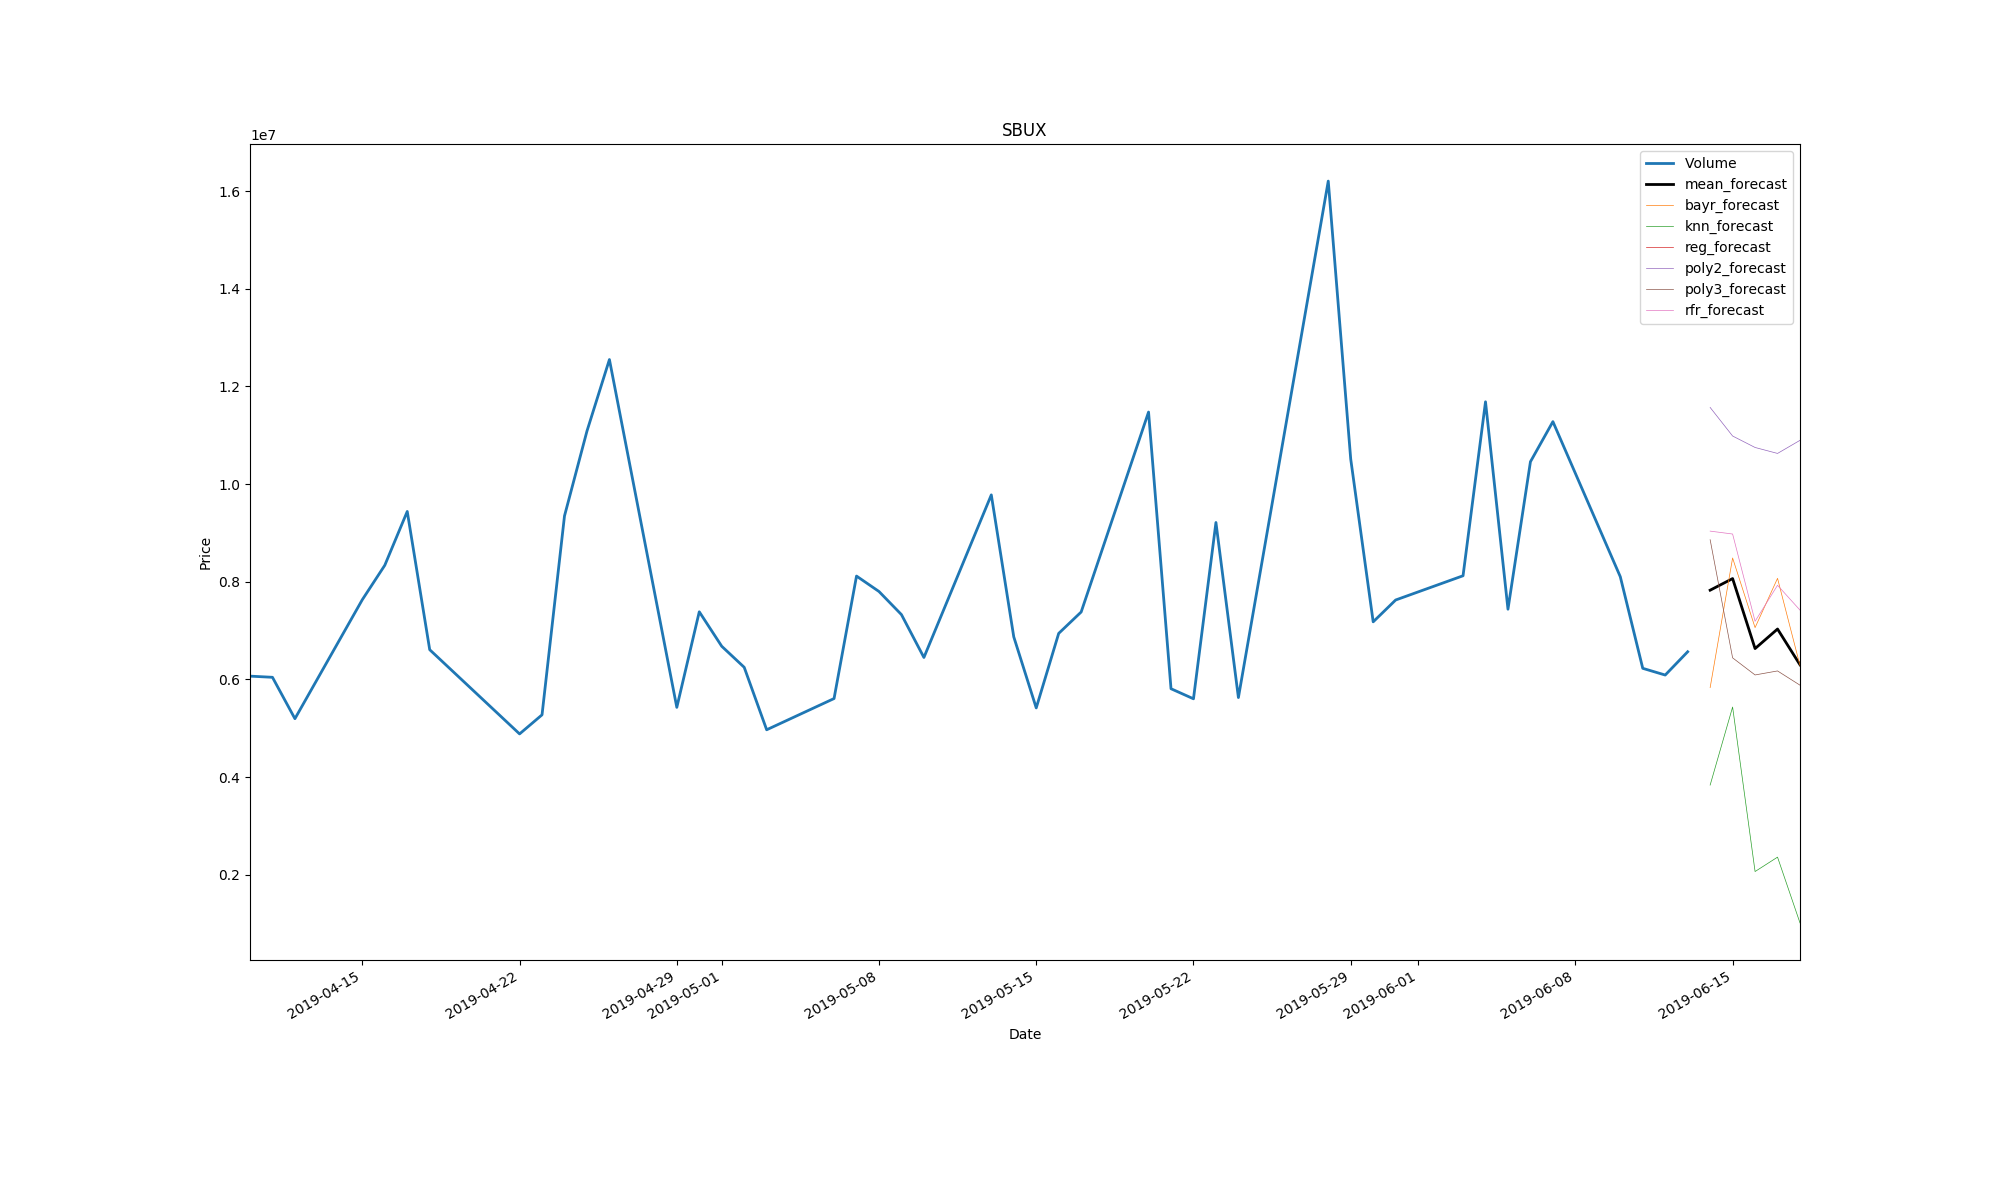 SBUX
1e7
1.6
1.4
1.2
1.0
0.8
0.6
0.4
0.2
Price
Volume
mean_forecast
bayr_forecast
knn_forecast
reg_forecast
poly2_forecast
poly3_forecast
rfr_forecast
2019-04-15
2019-04-22
2019-04-29
2019-05-01
2019-05-08
2019-05-15
2019-05-22
2019-05-29
2019-06-01
2019-06-08
2019-06-15
Date